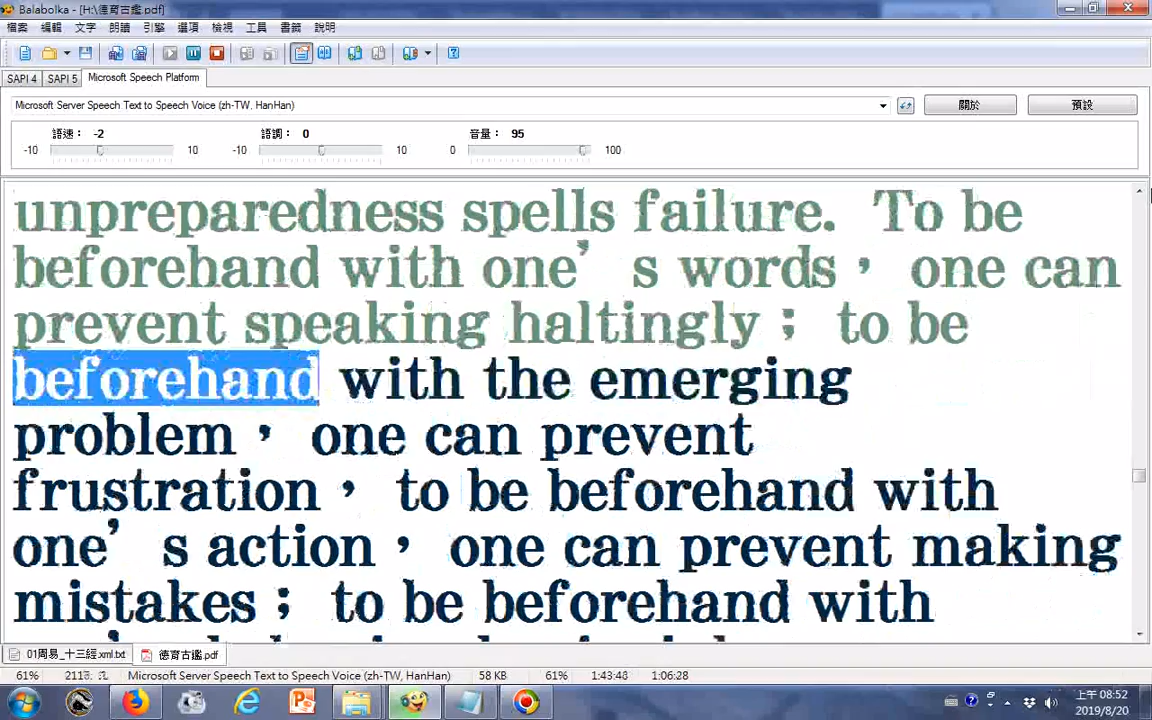 Balabolka - [H:\德育古鑑.pdf]
檔案 編輯 文字 朗讀 引擎 選項 檢視 工具 書籤 說明
SAPI 4 SAPI 5 Microsoft Speech Platform
Microsoft Server Speech Text to Speech Voice (zh-TW, HanHan) 關於 預設
語速： -2 語調： 0 音量： 95
-10 10 -10 10 0 100
unpreparedness spells failure. To be
beforehand with one’s words， one can
prevent speaking haltingly； to be
beforehand with the emerging
problem， one can prevent
frustration， to be beforehand with
one’s action， one can prevent making
mistakes； to be beforehand with
01周易_十三經.xml.txt 德育古鑑.pdf
61% Microsoft Server Speech Text to Speech Voice (zh-TW, HanHan) 58 KB 61% 1:43:48 1:06:28
上午 08:52
2019/8/20